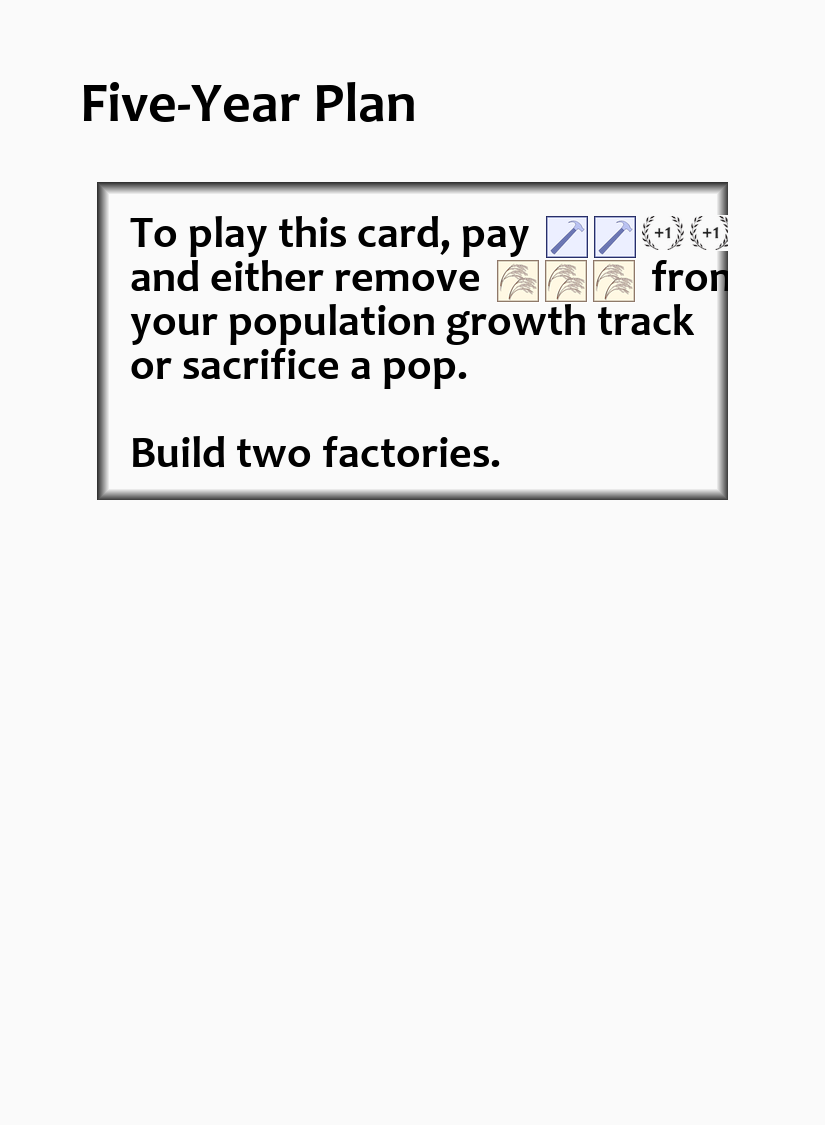 Five-Year Plan
To play this card, pay +1 +1
and either remove from
your population growth track
or sacrifice a pop.
Build two factories.